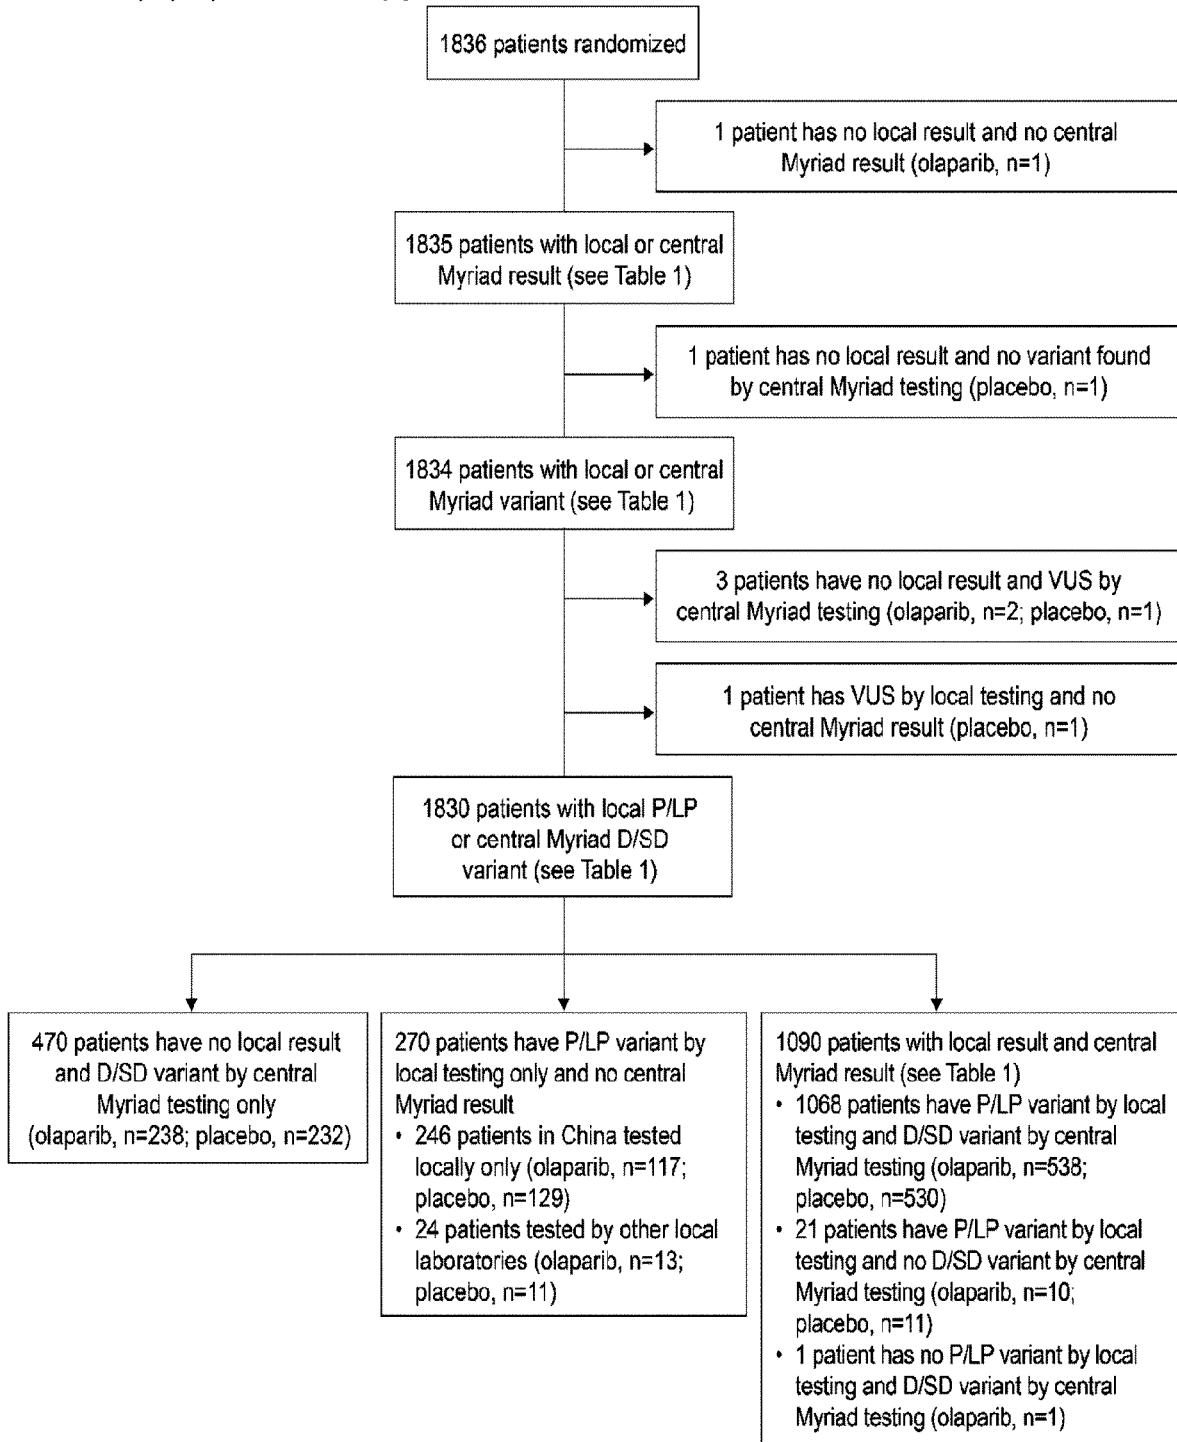 1836 patients randomized
1 patient has no local result and no central
Myriad result (olaparib, n=1)
1835 patients with local or central
Myriad result (see Table 1)
1 patient has no local result and no variant found
by central Myriad testing (placebo, n=1)
1834 patients with local or central
Myriad variant (see Table 1)
3 patients have no local result and VUS by
central Myriad testing (olaparib, n=2; placebo, n=1)
1 patient has VUS by local testing and no
central Myriad result (placebo, n=1)
1830 patients with local P/LP
or central Myriad D/SD
variant (see Table 1)
470 patients have no local result
and D/SD variant by central
Myriad testing only
(olaparib, n=238; placebo, n=232)
270 patients have P/LP variant by
local testing only and no central
Myriad result
• 246 patients in China tested
locally only (olaparib, n=117;
placebo, n=129)
• 24 patients tested by other local
laboratories (olaparib, n=13;
placebo, n=11)
1090 patients with local result and central
Myriad result (see Table 1)
• 1068 patients have P/LP variant by local
testing and D/SD variant by central
Myriad testing (olaparib, n=538;
placebo, n=530)
• 21 patients have P/LP variant by local
testing and no D/SD variant by central
Myriad testing (olaparib, n=10;
placebo, n=11)
• 1 patient has no P/LP variant by local
testing and D/SD variant by central
Myriad testing (olaparib, n=1)